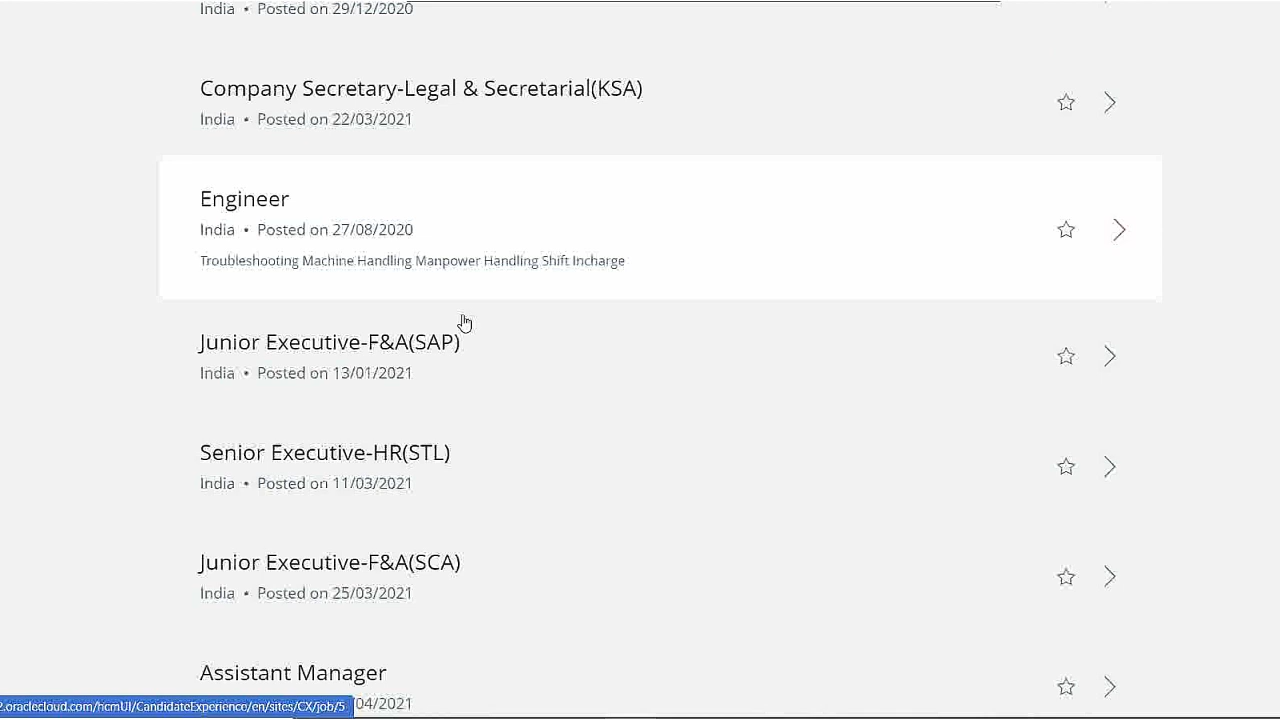 India • Posted on 29/12/2020
Company Secretary-Legal & Secretarial(KSA)
India • Posted on 22/03/2021
Engineer
India • Posted on 27/08/2020
Troubleshooting Machine Handling Manpower Handling Shift Incharge
Junior Executive-F&A(SAP)
India • Posted on 13/01/2021
Senior Executive-HR(STL)
India • Posted on 11/03/2021
Junior Executive-F&A(SCA)
India • Posted on 25/03/2021
Assistant Manager
/04/2021
2.oraclecloud.com/hcmUI/CandidateExperience/en/sites/CX/job/5